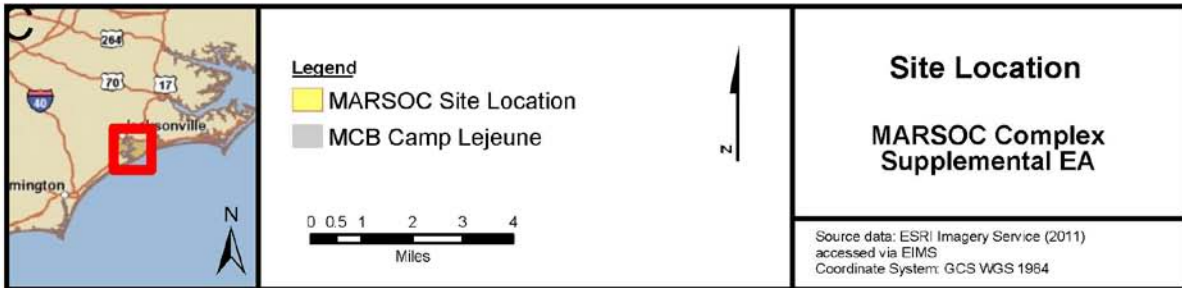 C
264
70
17
40
Jacksonville
mington
N
Legend
MARSOC Site Location
MCB Camp Lejeune
0 0.5 1 2 3 4
Miles
N
Site Location
MARSOC Complex
Supplemental EA
Source data: ESRI Imagery Service (2011)
accessed via EIMS
Coordinate System: GCS WGS 1984